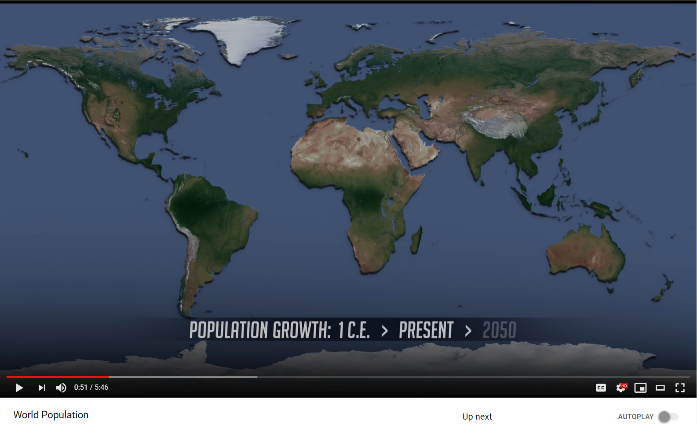 POPULATION GROWTH: 1 C.E. > PRESENT > 2050
0:51 / 5:46
World Population
Up next
AUTOPLAY